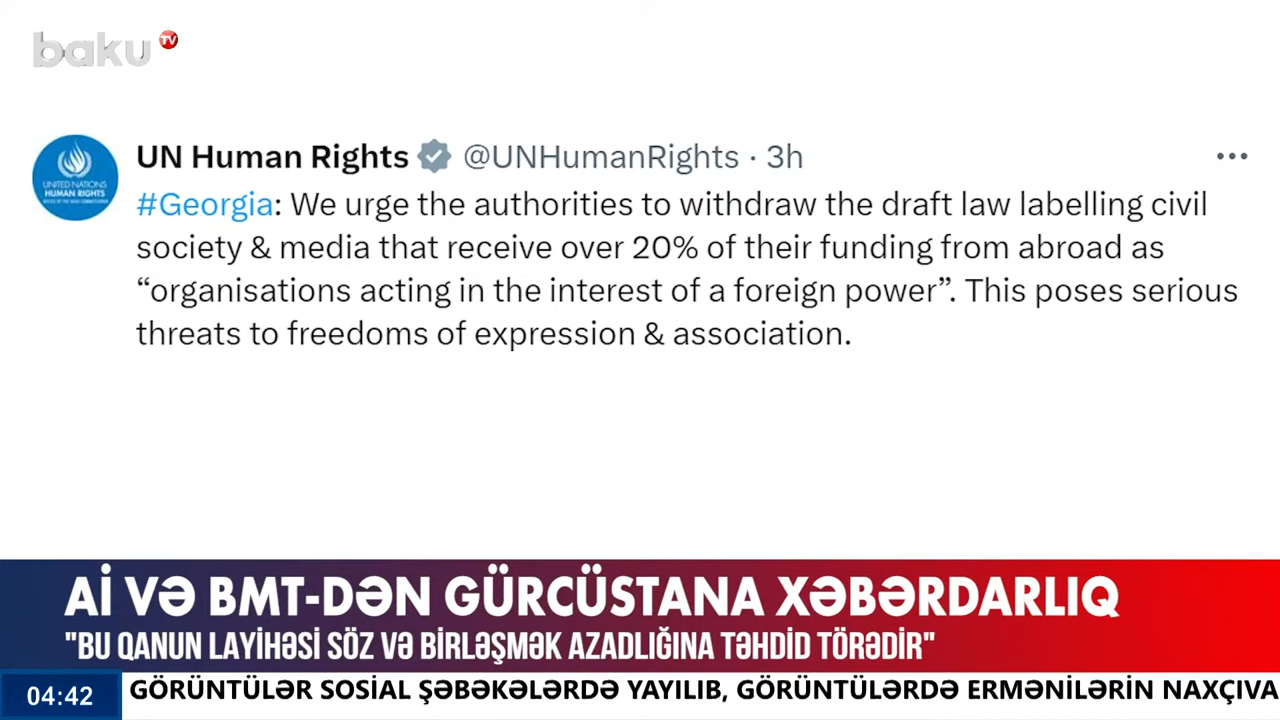 baku TV
UN Human Rights @UNHumanRights · 3h
UNITED NATIONS
HUMAN RIGHTS
#Georgia: We urge the authorities to withdraw the draft law labelling civil
society & media that receive over 20% of their funding from abroad as
“organisations acting in the interest of a foreign power”. This poses serious
threats to freedoms of expression & association.
Aİ VƏ BMT-DƏN GÜRCÜSTANA XƏBƏRDARLIQ
"BU QANUN LAYİHƏSİ SÖZ VƏ BİRLƏŞMƏK AZADLIĞINA TƏHDİD TÖRƏDİR"
04:42 GÖRÜNTÜLƏR SOSİAL ŞƏBƏKƏLƏRDƏ YAYILIB, GÖRÜNTÜLƏRDƏ ERMƏNİLƏRİN NAXÇIVA